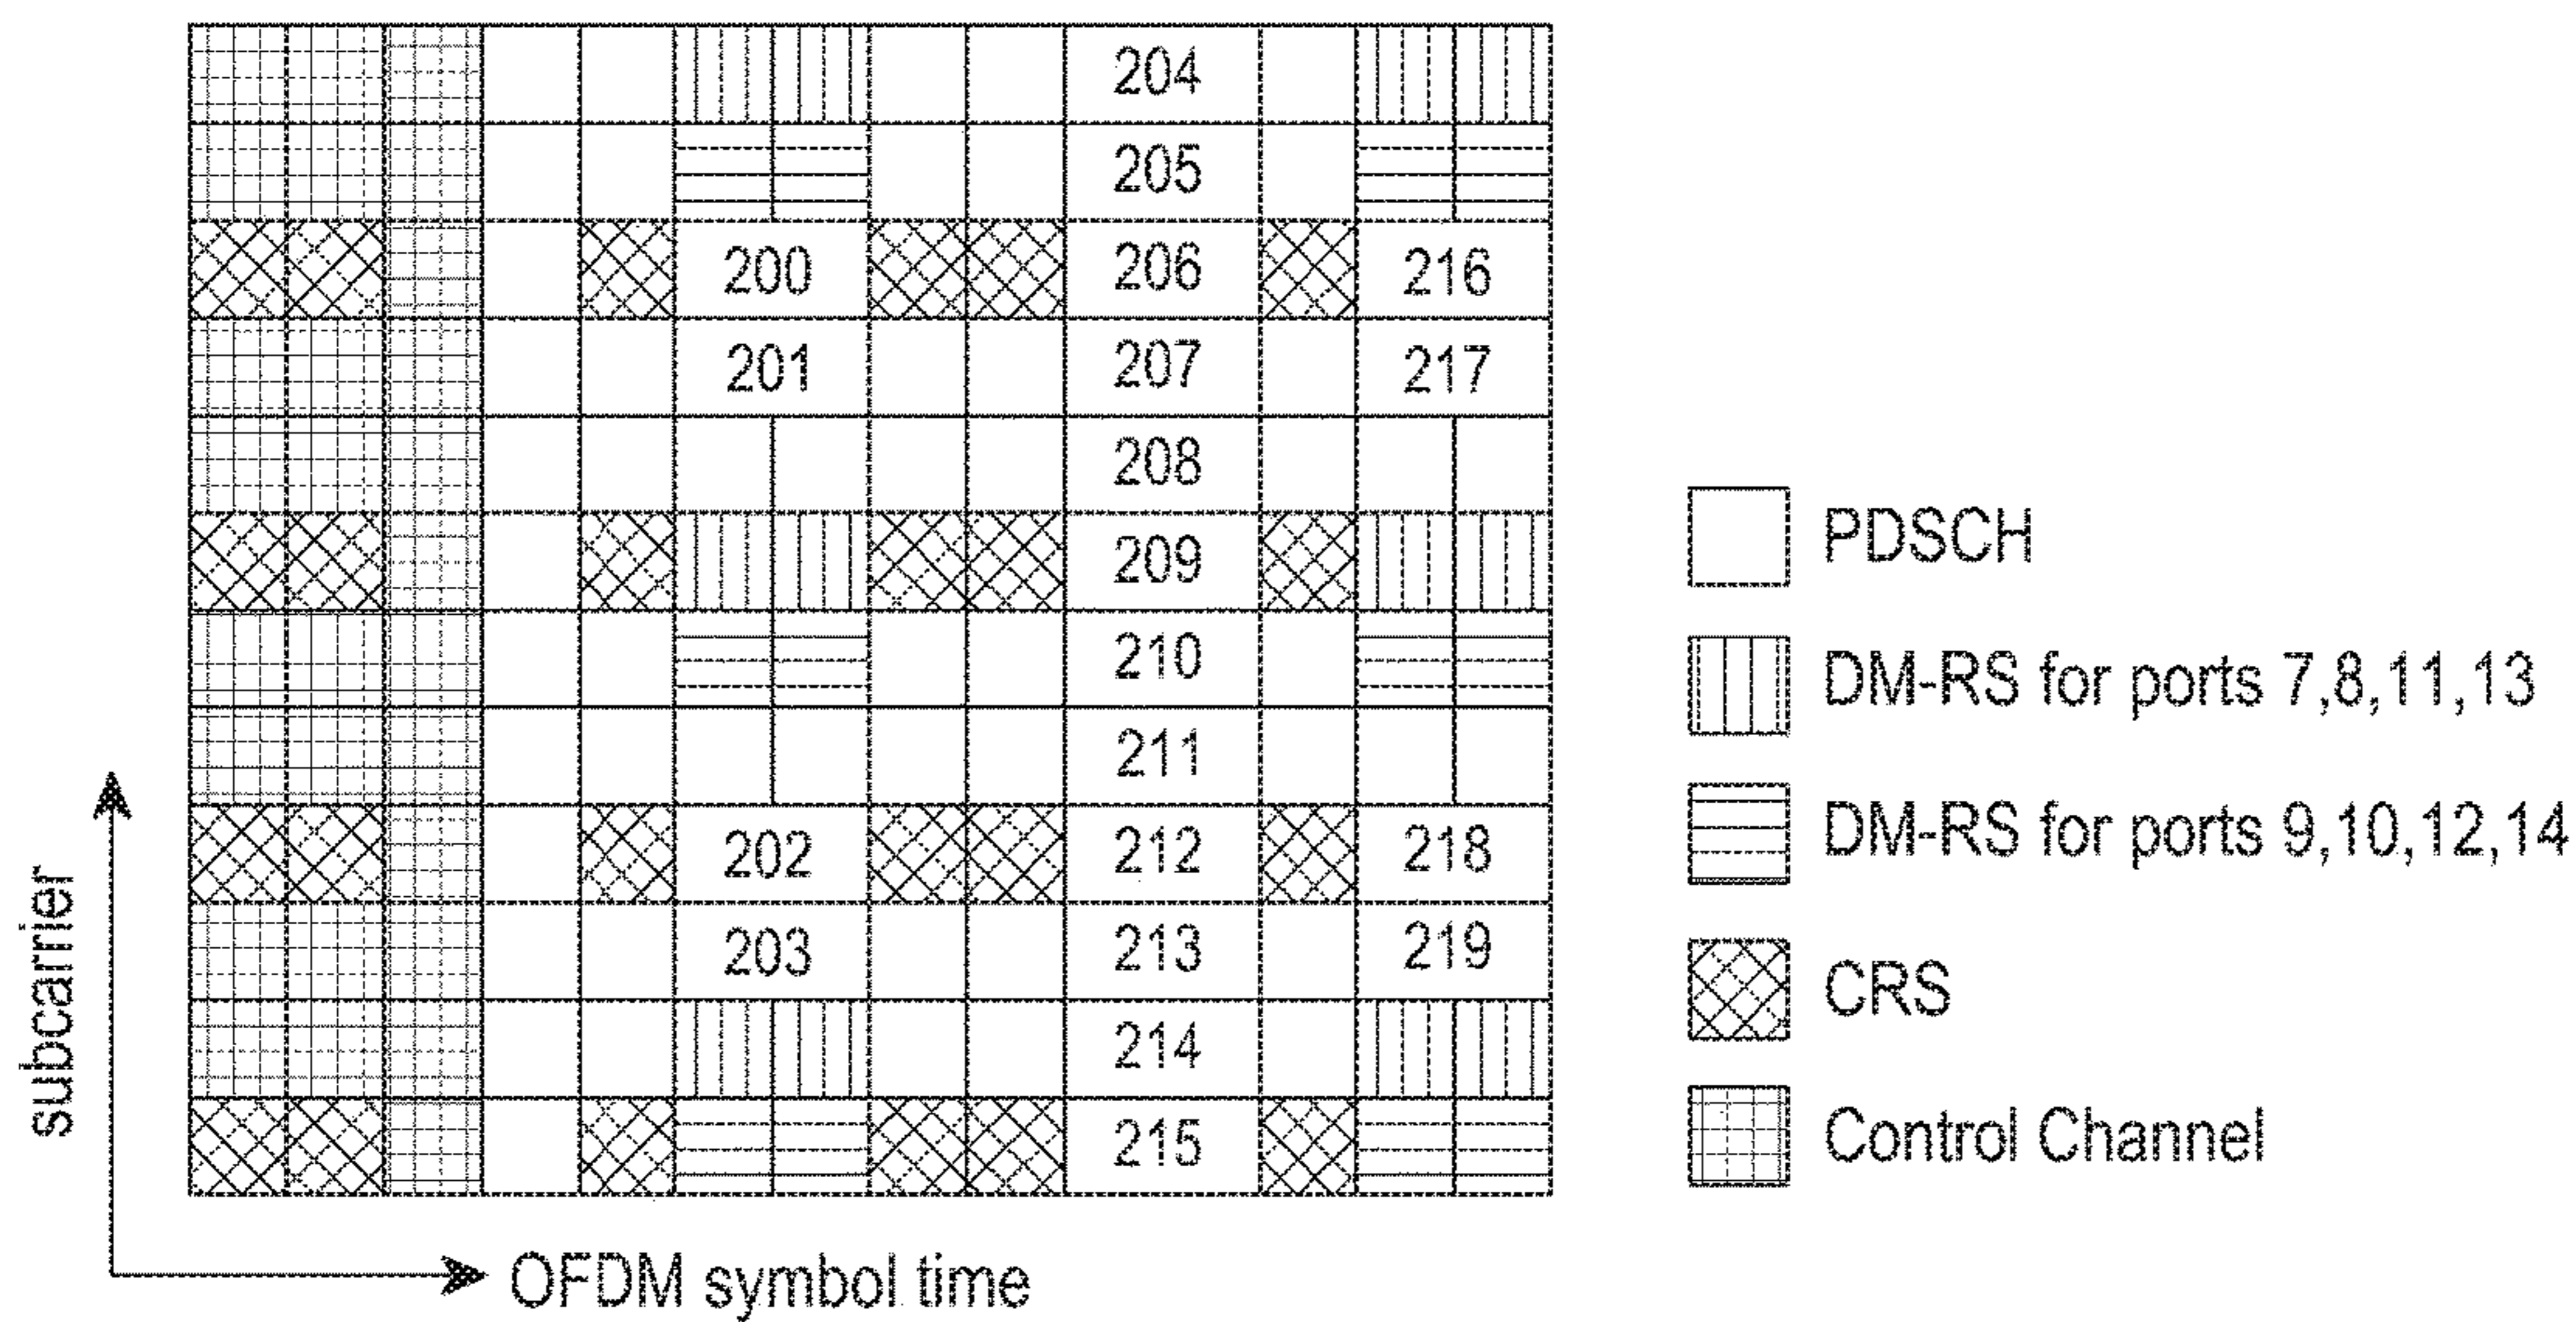 204
205
200 206 216
201 207 217
208
209
210
211
202 212 218
203 213 219
214
215
PDSCH
DM-RS for ports 7,8,11,13
DM-RS for ports 9,10,12,14
CRS
Control Channel
subcarrier
OFDM symbol time